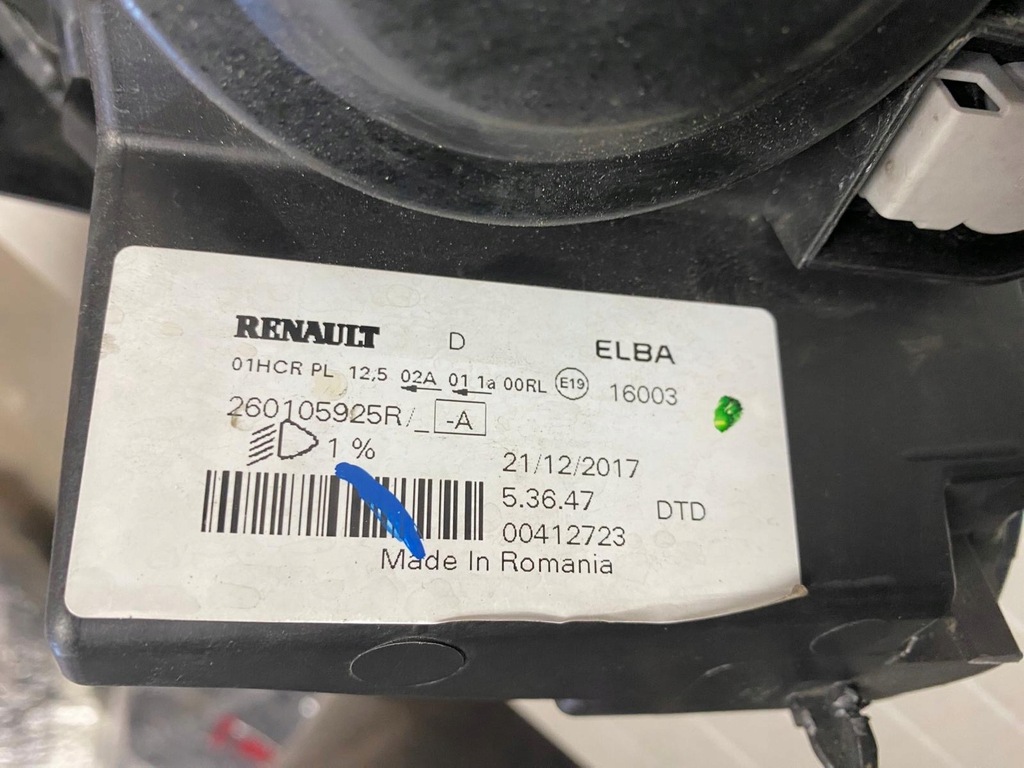 RENAULT D ELBA
01HCR PL 12,5 02A 01 1a 00RL E19 16003
260105925R/_ -A
1 %
21/12/2017
5.36.47 DTD
00412723
Made In Romania